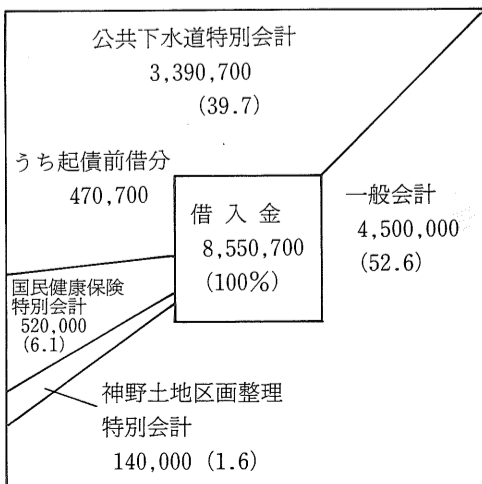 公共下水道特別会計
3,390,700
(39.7)
うち起債前借分
470,700
借入金
8,550,700
(100%)
一般会計
4,500,000
(52.6)
国民健康保険
特別会計
520,000
(6.1)
神野土地区画整理
特別会計
140,000 (1.6)